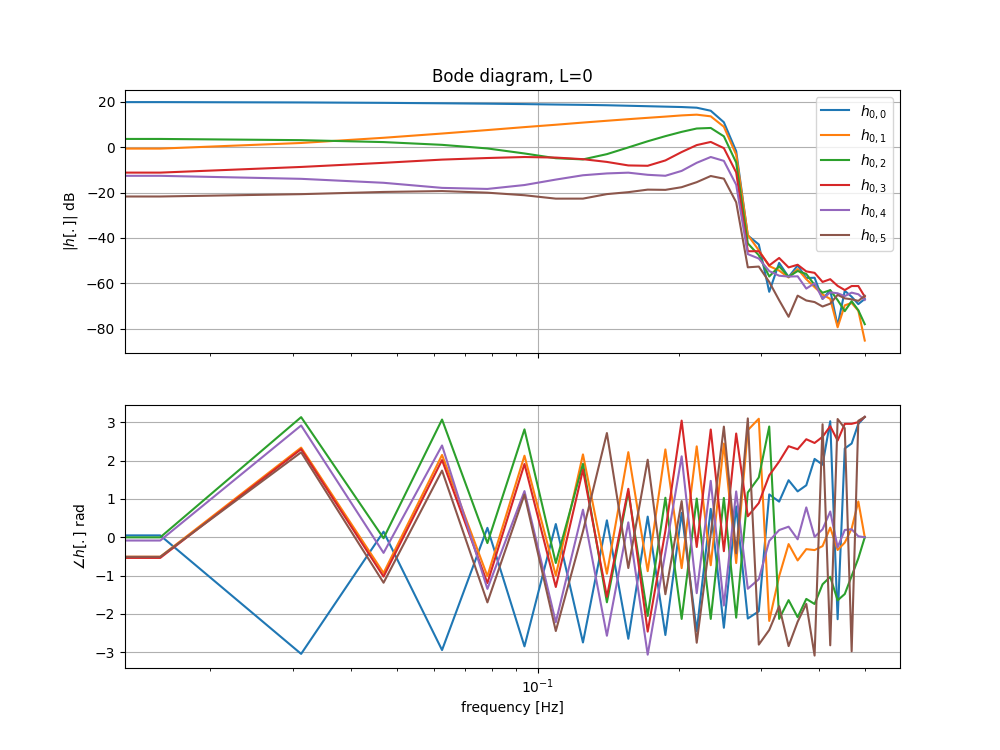 Bode diagram, L=0
|h[.]| dB
20
0
−20
−40
−60
−80
h0,0
h0,1
h0,2
h0,3
h0,4
h0,5
∠h[.] rad
3
2
1
0
−1
−2
−3
10−1
frequency [Hz]